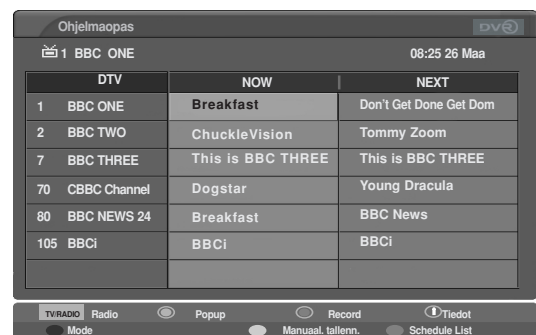 Ohjelmaopas DVR
1 BBC ONE 08:25 26 Maa
DTV NOW NEXT
1 BBC ONE Breakfast Don't Get Done Get Dom
2 BBC TWO ChuckleVision Tommy Zoom
7 BBC THREE This is BBC THREE This is BBC THREE
70 CBBC Channel Dogstar Young Dracula
80 BBC NEWS 24 Breakfast BBC News
105 BBCi BBCi BBCi
TV/RADIO Radio Popup Record Tiedot
Mode Manuaal. tallenn. Schedule List